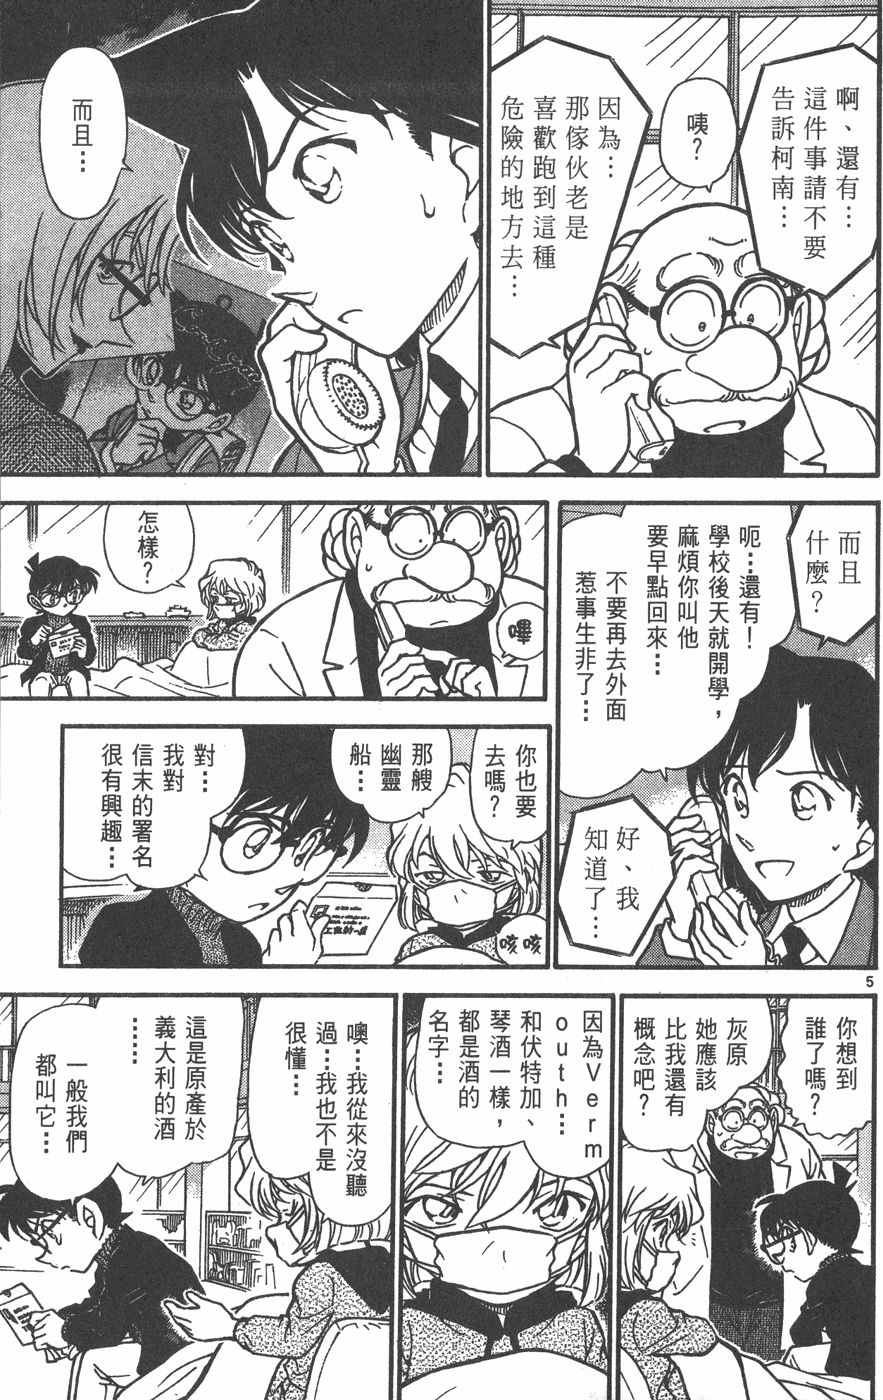 啊、還有…
這件事請不要
告訴柯南…
咦?
因為…
那傢伙老是
喜歡跑到這種
危險的地方去…
而且…
而且
什麼?
呃…還有!
學校後天就開學，
麻煩你叫他
要早點回來…
不要再去外面
惹事生非了…
好、我
知道了…
嗶
怎樣?
你也要
去嗎?
那艘
幽靈
船…
咳咳
對…
我對
信末的署名
很有興趣…
5
你想到
誰了嗎?
灰原
她應該
比我還有
概念吧?
因為Verm
outh…
和伏特加、
琴酒一樣，
都是酒的
名字…
噢…我從來沒聽
過…我也不是
很懂…
這是原產於
義大利的酒
……
一般我們
都叫它…